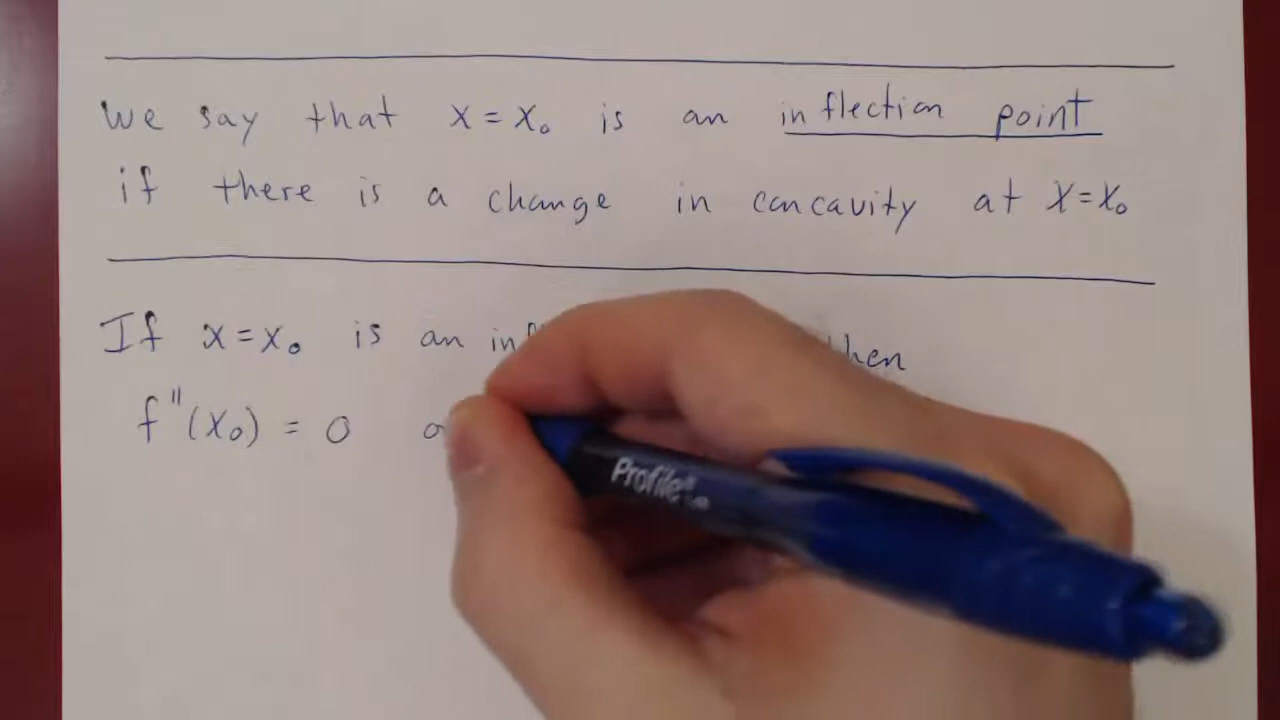 We say that x = x₀ is an inflection point
if there is a change in concavity at x=x₀
If x=x₀ is an then
f"(x₀) = 0
Profile